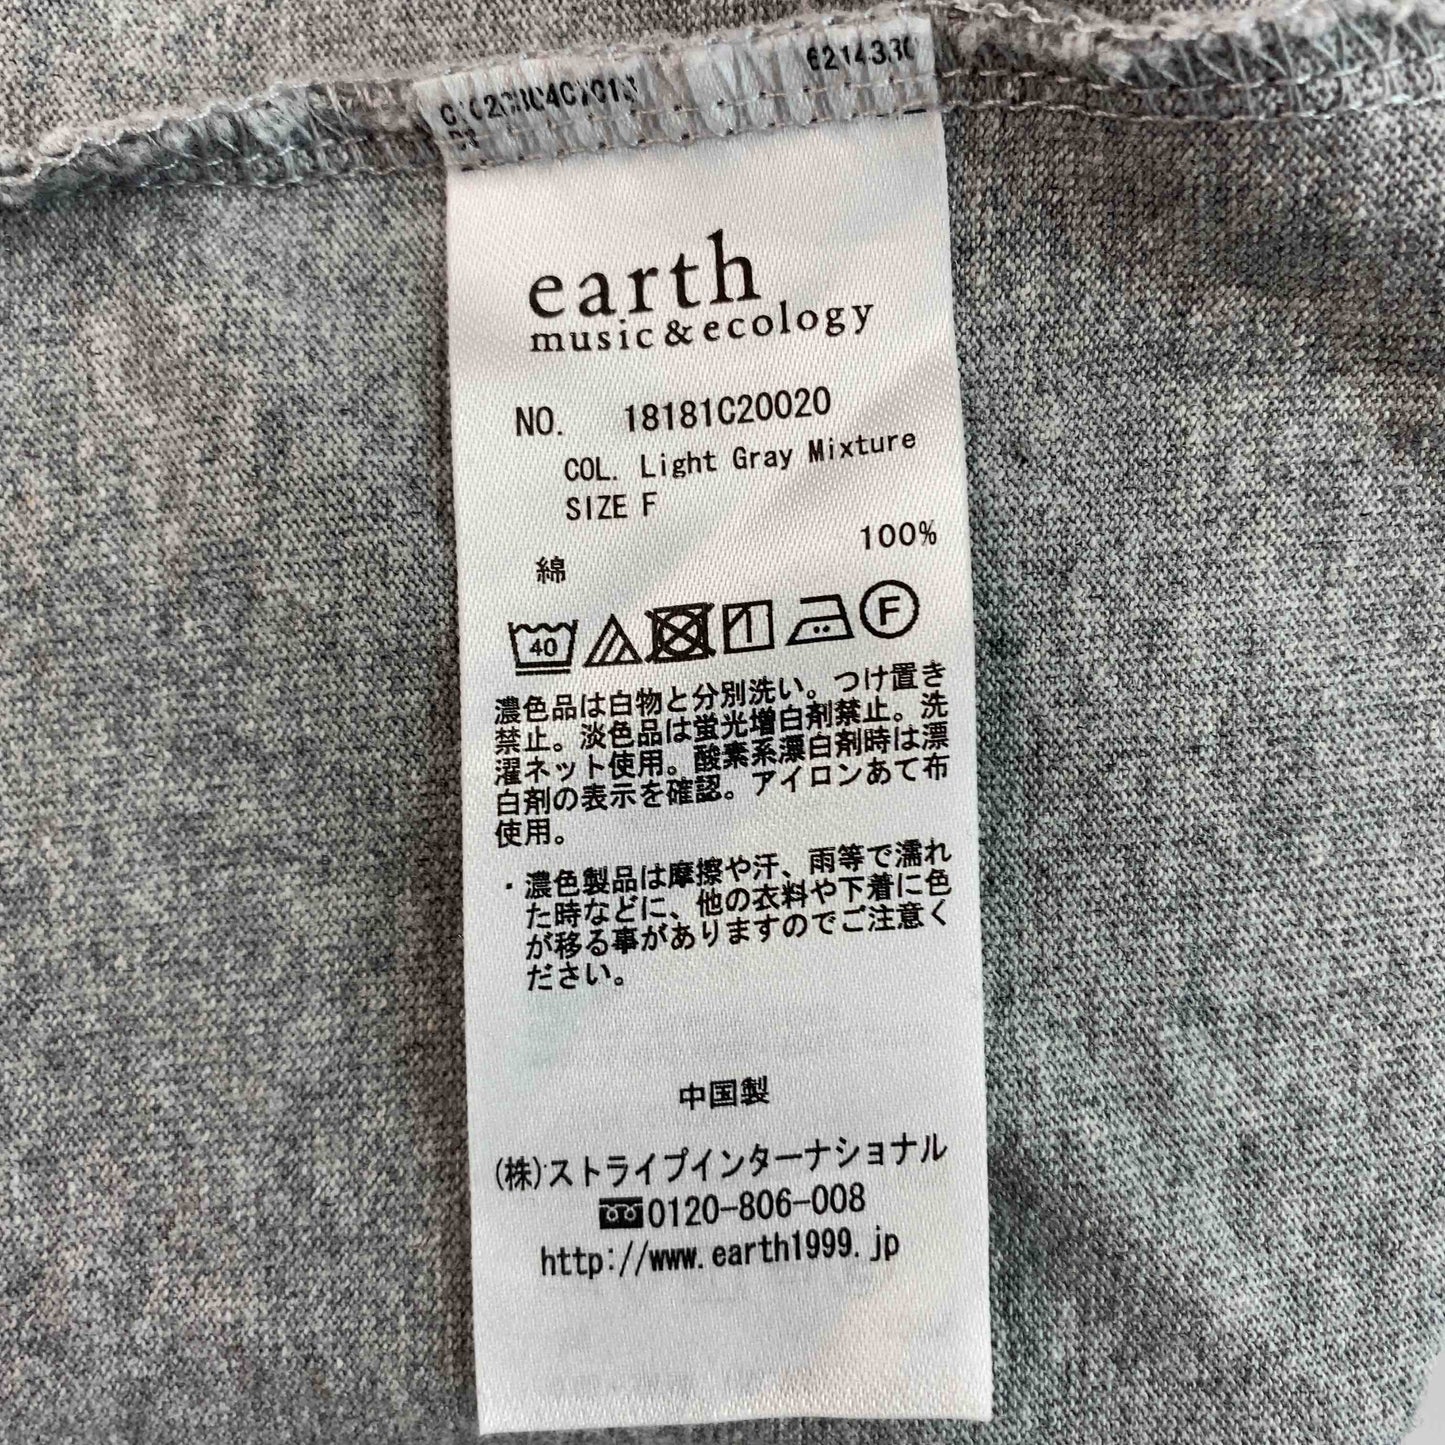 earth
music&ecology
NO. 18181C20020
COL. Light Gray Mixture
SIZE F
綿 100%
40 F
濃色品は白物と分別洗い。つけ置き
禁止。淡色品は蛍光増白剤禁止。洗
濯ネット使用。酸素系漂白剤時は漂
白剤の表示を確認。アイロンあて布
使用。
・濃色製品は摩擦や汗、雨等で濡れ
た時などに、他の衣料や下着に色
が移る事がありますのでご注意く
ださい。
中国製
(株)ストライプインターナショナル
0120-806-008
http://www.earth1999.jp